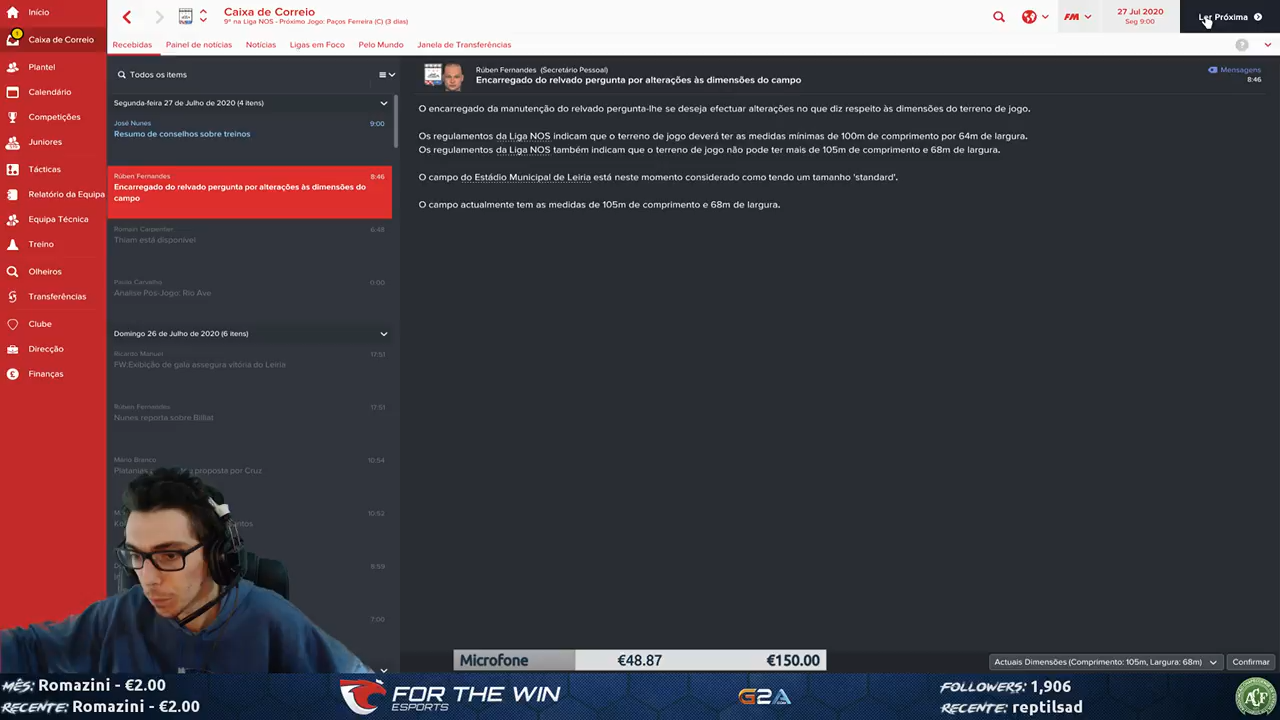 Início
Caixa de Correio
Plantel
Calendário
Competições
Juniores
Tácticas
Relatório da Equipa
Equipa Técnica
Treino
Olheiros
Transferências
Clube
Direcção
Finanças
Caixa de Correio
9º na Liga NOS - Próximo Jogo: Paços Ferreira (C) (3 dias)
FM
27 Jul 2020
Seg 9:00
Ler Próxima
Recebidas
Painel de notícias
Notícias
Ligas em Foco
Pelo Mundo
Janela de Transferências
Todos os items
Segunda-feira 27 de Julho de 2020 (4 itens)
José Nunes 9:00
Resumo de conselhos sobre treinos
Rúben Fernandes 8:46
Encarregado do relvado pergunta por alterações às dimensões do
campo
Romain Carpentier 6:48
Thiam está disponível
Paulo Carvalho 0:00
Análise Pós-Jogo: Rio Ave
Domingo 26 de Julho de 2020 (6 itens)
Ricardo Manuel 17:51
FW:Exibição de gala assegura vitória do Leiria
Rúben Fernandes 17:51
Nunes reporta sobre Billiat
Mário Branco 10:54
Platanias proposta por Cruz
10:52
8:59
7:00
Rúben Fernandes (Secretário Pessoal)
Encarregado do relvado pergunta por alterações às dimensões do campo
Mensagens
8:46
O encarregado da manutenção do relvado pergunta-lhe se deseja efectuar alterações no que diz respeito às dimensões do terreno de jogo.
Os regulamentos da Liga NOS indicam que o terreno de jogo deverá ter as medidas mínimas de 100m de comprimento por 64m de largura.
Os regulamentos da Liga NOS também indicam que o terreno de jogo não pode ter mais de 105m de comprimento e 68m de largura.
O campo do Estádio Municipal de Leiria está neste momento considerado como tendo um tamanho 'standard'.
O campo actualmente tem as medidas de 105m de comprimento e 68m de largura.
Actuais Dimensões (Comprimento: 105m, Largura: 68m)
Confirmar
Microfone €48.87 €150.00
MÊS: Romazini - €2.00
RECENTE: Romazini - €2.00
FOR THE WIN
ESPORTS
G2A
FOLLOWERS: 1,906
RECENTE: reptilsad